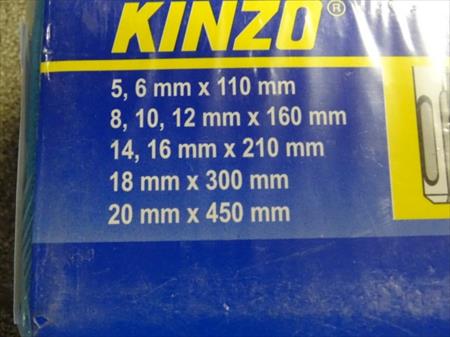 KINZO®
5, 6 mm x 110 mm
8, 10, 12 mm x 160 mm
14, 16 mm x 210 mm
18 mm x 300 mm
20 mm x 450 mm